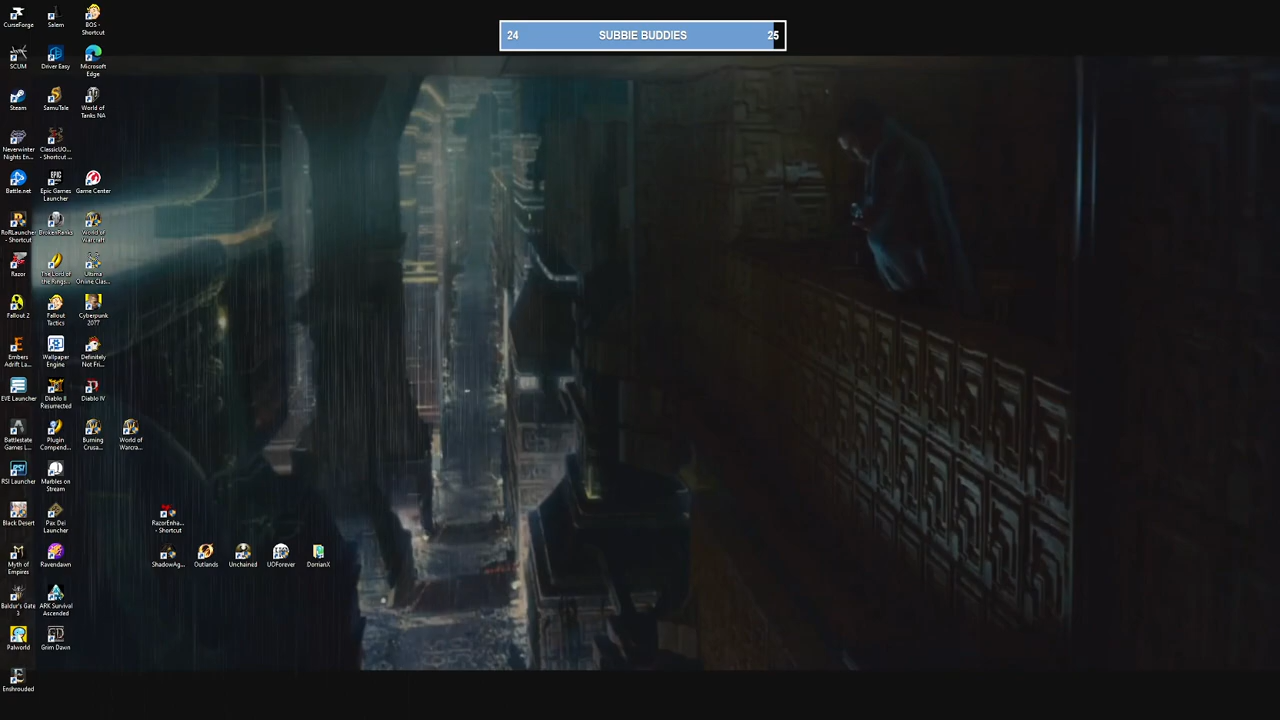 24 SUBBIE BUDDIES 25
CurseForge
Salem
BOS -
Shortcut
SCUM
Driver Easy
Microsoft
Edge
Steam
SamuTale
World of
Tanks NA
Neverwinter
Nights En...
ClassicUO...
- Shortcut ...
Battle.net
Epic Games
Launcher
Game Center
RoRLauncher
- Shortcut
BrokenRanks
World of
Warcraft
Razor
The Lord of
the Rings...
Ultima
Online Clas...
Fallout 2
Fallout
Tactics
Cyberpunk
2077
Embers
Adrift La...
Wallpaper
Engine
Definitely
Not Fri...
EVE Launcher
Diablo II
Resurrected
Diablo IV
Battlestate
Games L...
Plugin
Compend...
Burning
Crusa...
World of
Warcra...
RSI Launcher
Marbles on
Stream
Black Desert
Pax Dei
Launcher
RazorEnha...
- Shortcut
Myth of
Empires
Ravendawn
ShadowAg...
Outlands
Unchained
UOForever
DorrianX
Baldur's Gate
3
ARK Survival
Ascended
Palworld
Grim Dawn
Enshrouded